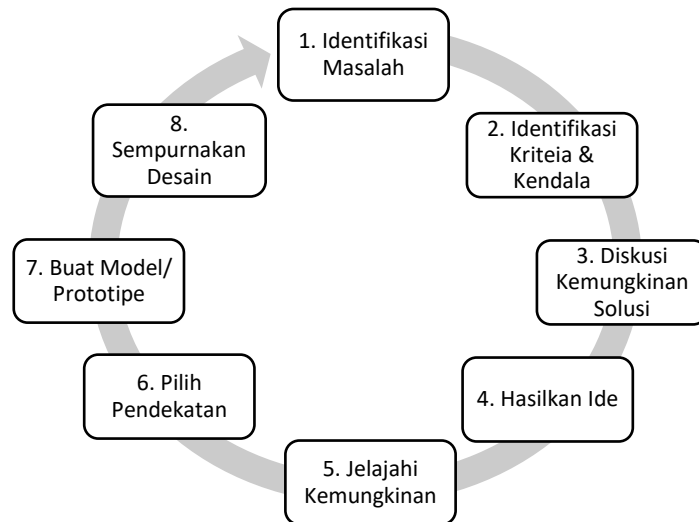 1. Identifikasi
Masalah
2. Identifikasi
Kriteia &
Kendala
3. Diskusi
Kemungkinan
Solusi
4. Hasilkan Ide
5. Jelajahi
Kemungkinan
6. Pilih
Pendekatan
7. Buat Model/
Prototipe
8.
Sempurnakan
Desain